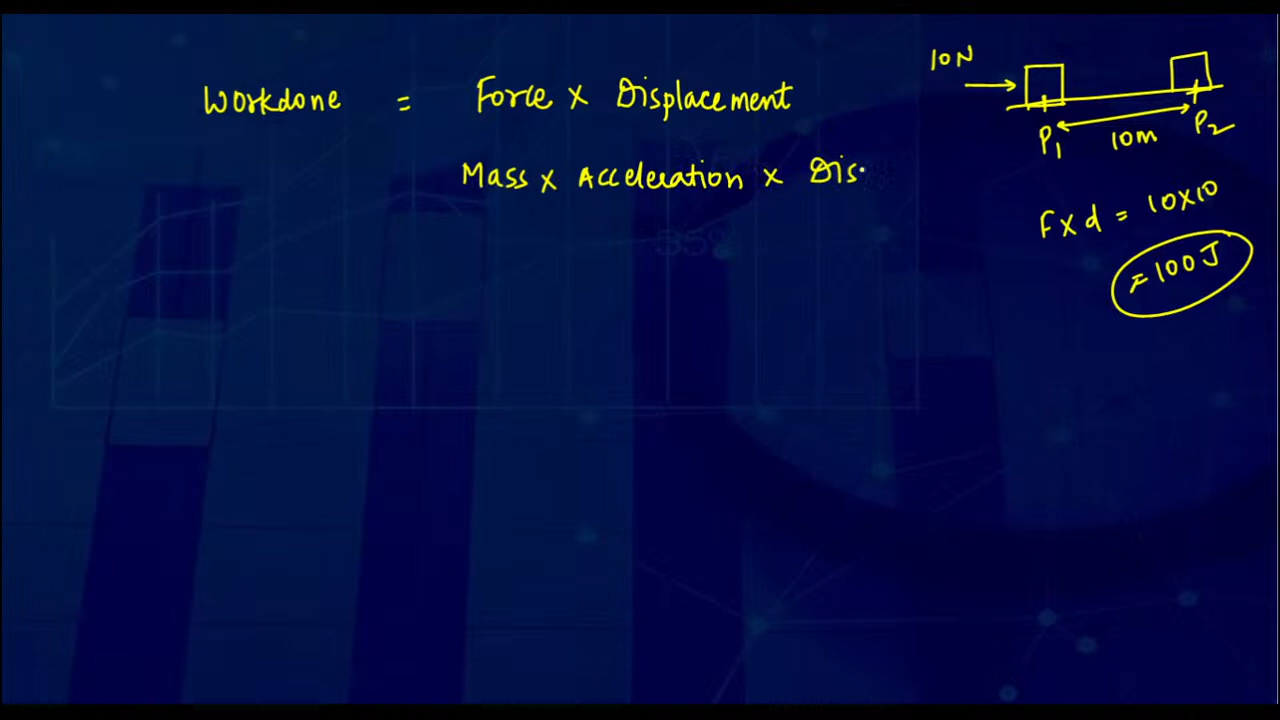 Workdone = Force x Displacement
Mass x Acceleration x Dis
10N
P1 10m P2
F x d = 10x10
= 100 J